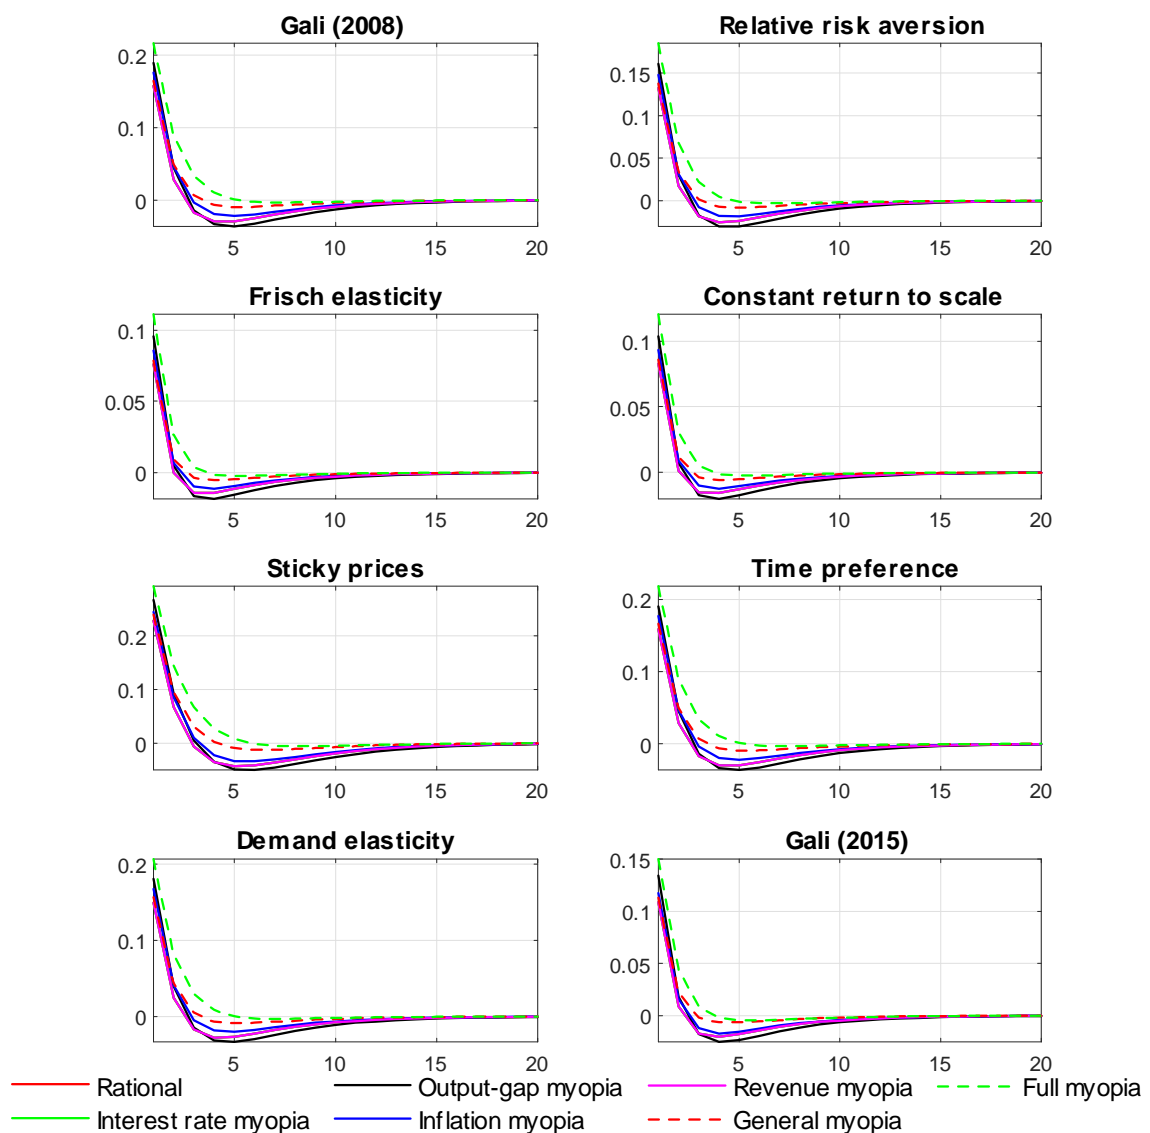 Gali (2008)
0.2
0.1
0
5 10 15 20
Relative risk aversion
0.15
0.1
0.05
0
5 10 15 20
Frisch elasticity
0.1
0.05
0
5 10 15 20
Constant return to scale
0.1
0.05
0
5 10 15 20
Sticky prices
0.2
0.1
0
5 10 15 20
Time preference
0.2
0.1
0
5 10 15 20
Demand elasticity
0.2
0.1
0
5 10 15 20
Gali (2015)
0.15
0.1
0.05
0
5 10 15 20
Rational Output-gap myopia Revenue myopia Full myopia
Interest rate myopia Inflation myopia General myopia